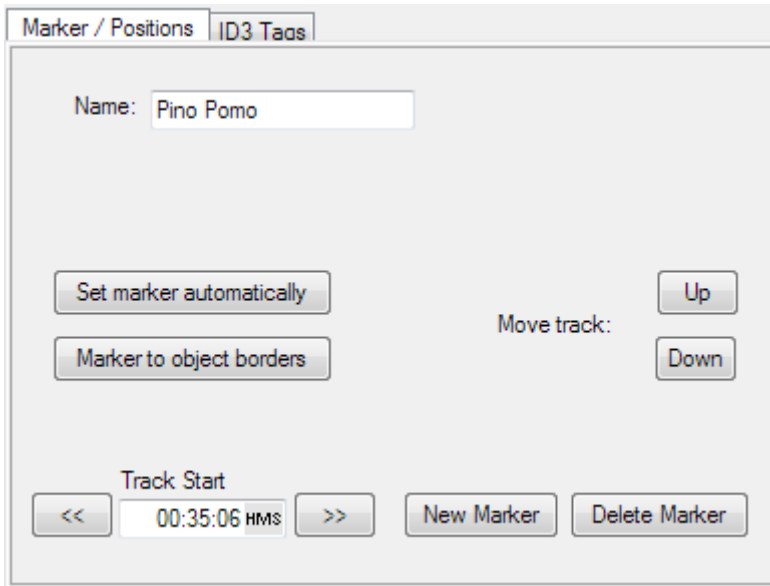 Marker / Positions ID3 Tags
Name: Pino Pomo
Set marker automatically
Up
Move track:
Marker to object borders
Down
Track Start
<< 00:35:06 HMS >> New Marker Delete Marker